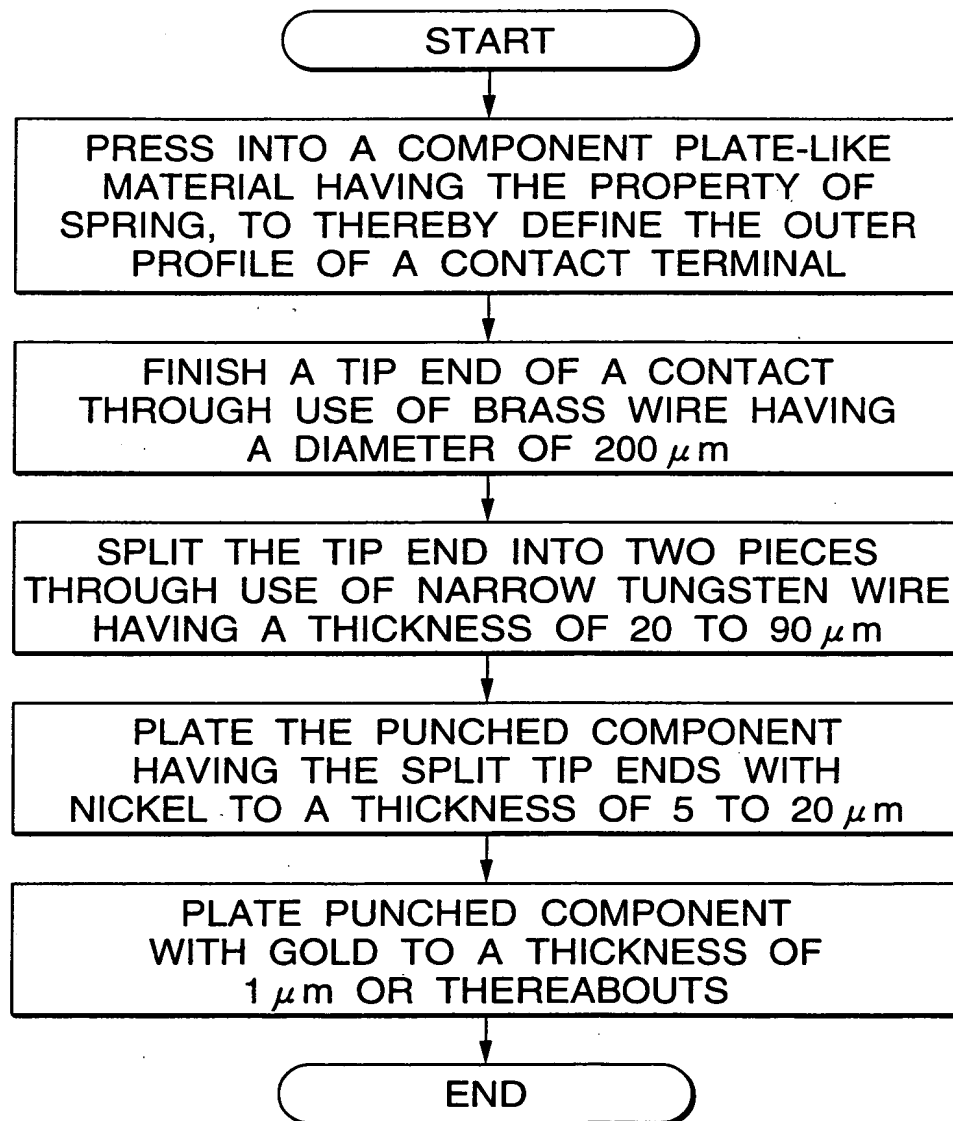 START
PRESS INTO A COMPONENT PLATE-LIKE
MATERIAL HAVING THE PROPERTY OF
SPRING, TO THEREBY DEFINE THE OUTER
PROFILE OF A CONTACT TERMINAL
FINISH A TIP END OF A CONTACT
THROUGH USE OF BRASS WIRE HAVING
A DIAMETER OF 200 μm
SPLIT THE TIP END INTO TWO PIECES
THROUGH USE OF NARROW TUNGSTEN WIRE
HAVING A THICKNESS OF 20 TO 90 μm
PLATE THE PUNCHED COMPONENT
HAVING THE SPLIT TIP ENDS WITH
NICKEL TO A THICKNESS OF 5 TO 20 μm
PLATE PUNCHED COMPONENT
WITH GOLD TO A THICKNESS OF
1 μm OR THEREABOUTS
END